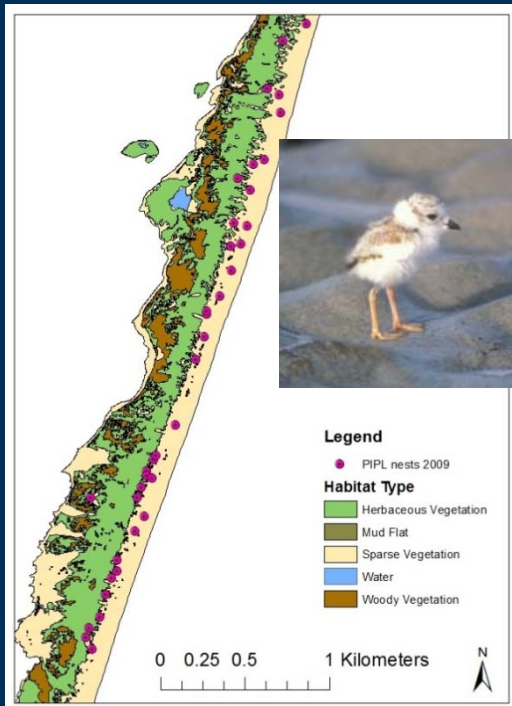 Legend
PIPL nests 2009
Habitat Type
Herbaceous Vegetation
Mud Flat
Sparse Vegetation
Water
Woody Vegetation
0 0.25 0.5 1 Kilometers
N